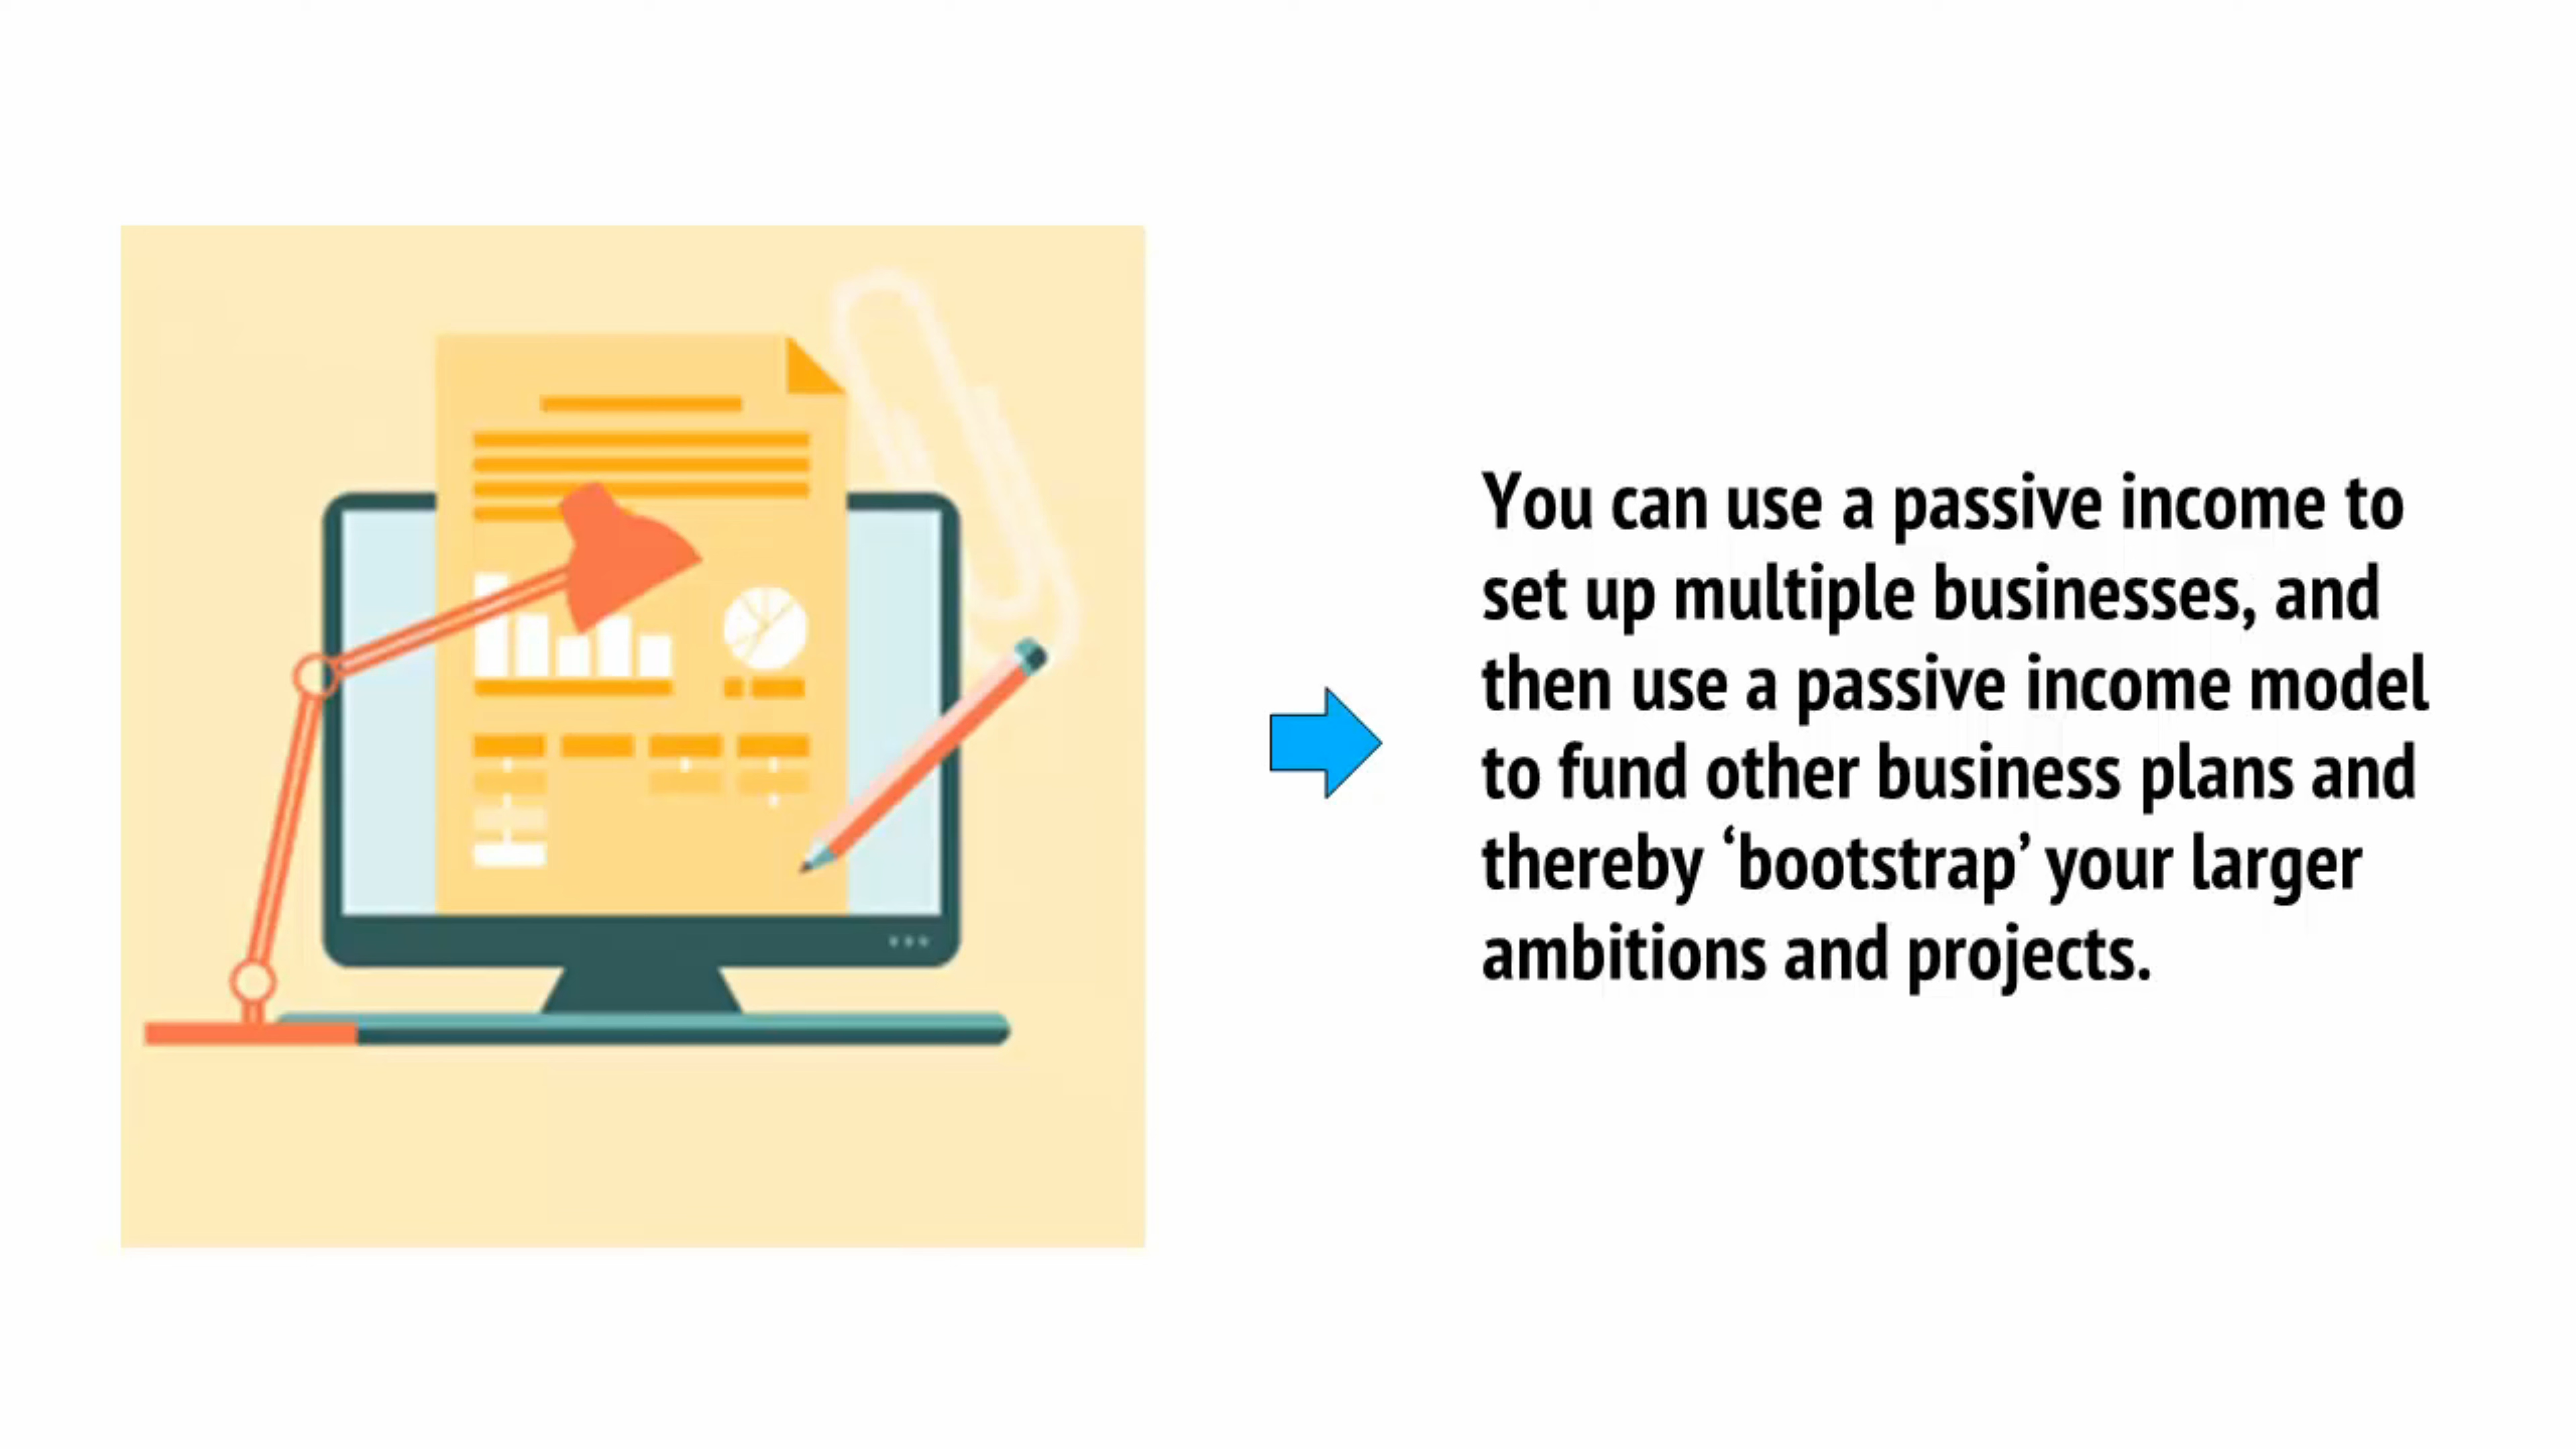 You can use a passive income to
set up multiple businesses, and
then use a passive income model
to fund other business plans and
thereby ‘bootstrap’ your larger
ambitions and projects.